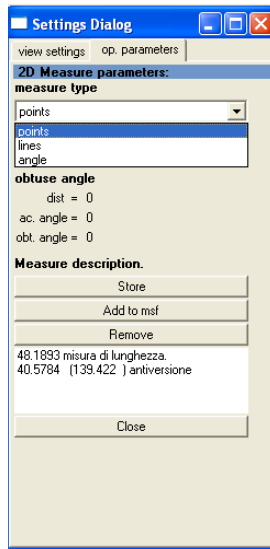 Settings Dialog
view settings op. parameters
2D Measure parameters:
measure type
points
points
lines
angle
obtuse angle
dist = 0
ac. angle = 0
obt. angle = 0
Measure description.
Store
Add to msf
Remove
48.1893 misura di lunghezza.
40.5784 (139.422 ) antiversione
Close